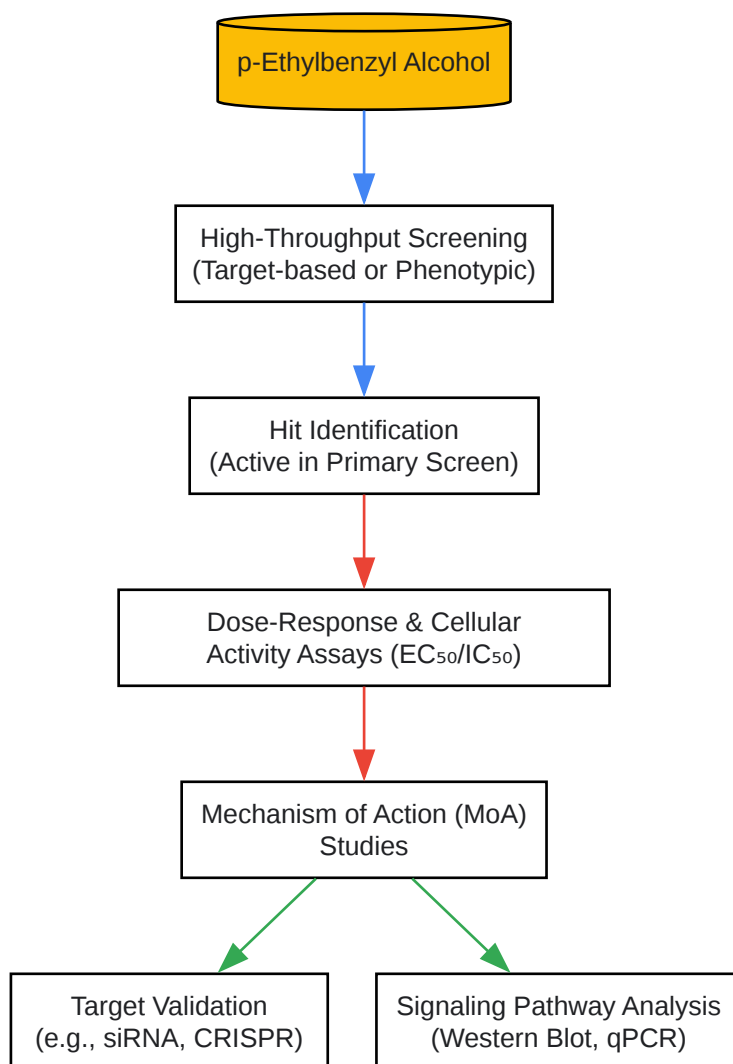 p-Ethylbenzyl Alcohol
High-Throughput Screening
(Target-based or Phenotypic)
Hit Identification
(Active in Primary Screen)
Dose-Response & Cellular
Activity Assays (EC₅₀/IC₅₀)
Mechanism of Action (MoA)
Studies
Target Validation
(e.g., siRNA, CRISPR)
Signaling Pathway Analysis
(Western Blot, qPCR)